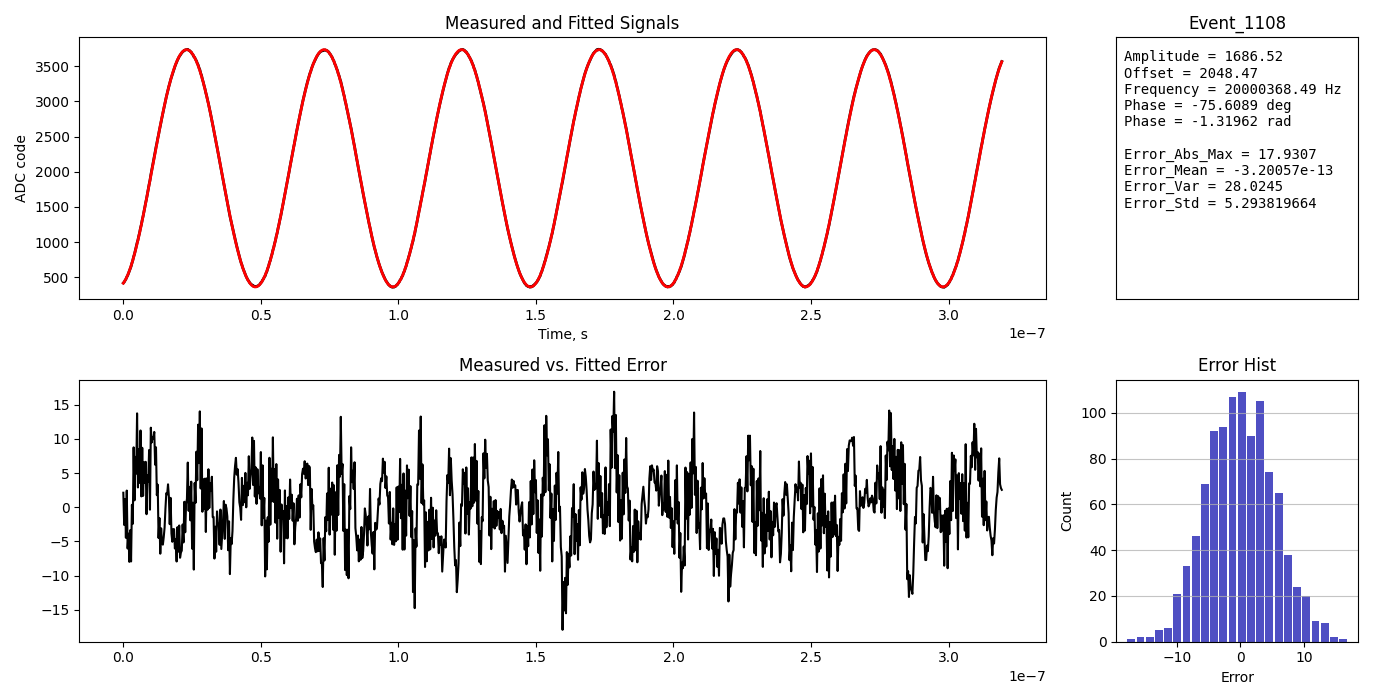 Measured and Fitted Signals
ADC code
3500
3000
2500
2000
1500
1000
500
0.0 0.5 1.0 1.5 2.0 2.5 3.0
Time, s
1e−7
Event_1108
Amplitude = 1686.52
Offset = 2048.47
Frequency = 20000368.49 Hz
Phase = -75.6089 deg
Phase = -1.31962 rad
Error_Abs_Max = 17.9307
Error_Mean = -3.20057e-13
Error_Var = 28.0245
Error_Std = 5.293819664
Measured vs. Fitted Error
15
10
5
0
−5
−10
−15
0.0 0.5 1.0 1.5 2.0 2.5 3.0
1e−7
Error Hist
Count
100
80
60
40
20
0
−10 0 10
Error